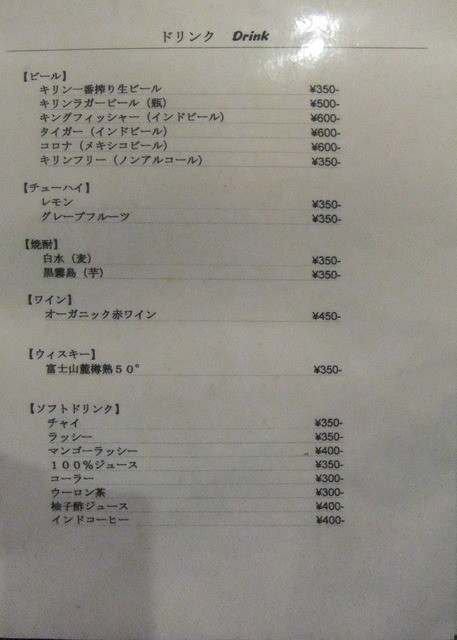 ドリンク Drink
【ビール】
キリン一番搾り生ビール ¥350-
キリンラガービール（瓶） ¥500-
キングフィッシャー（インドビール） ¥600-
タイガー（インドビール） ¥600-
コロナ（メキシコビール） ¥600-
キリンフリー（ノンアルコール） ¥350-
【チューハイ】
レモン ¥350-
グレープフルーツ ¥350-
【焼酎】
白水（麦） ¥350-
黒霧島（芋） ¥350-
【ワイン】
オーガニック赤ワイン ¥450-
【ウィスキー】
富士山麓樽熟５０° ¥350-
【ソフトドリンク】
チャイ ¥350-
ラッシー ¥350-
マンゴーラッシー ¥400-
１００％ジュース ¥350-
コーラー ¥300-
ウーロン茶 ¥300-
柚子酢ジュース ¥400-
インドコーヒー ¥400-